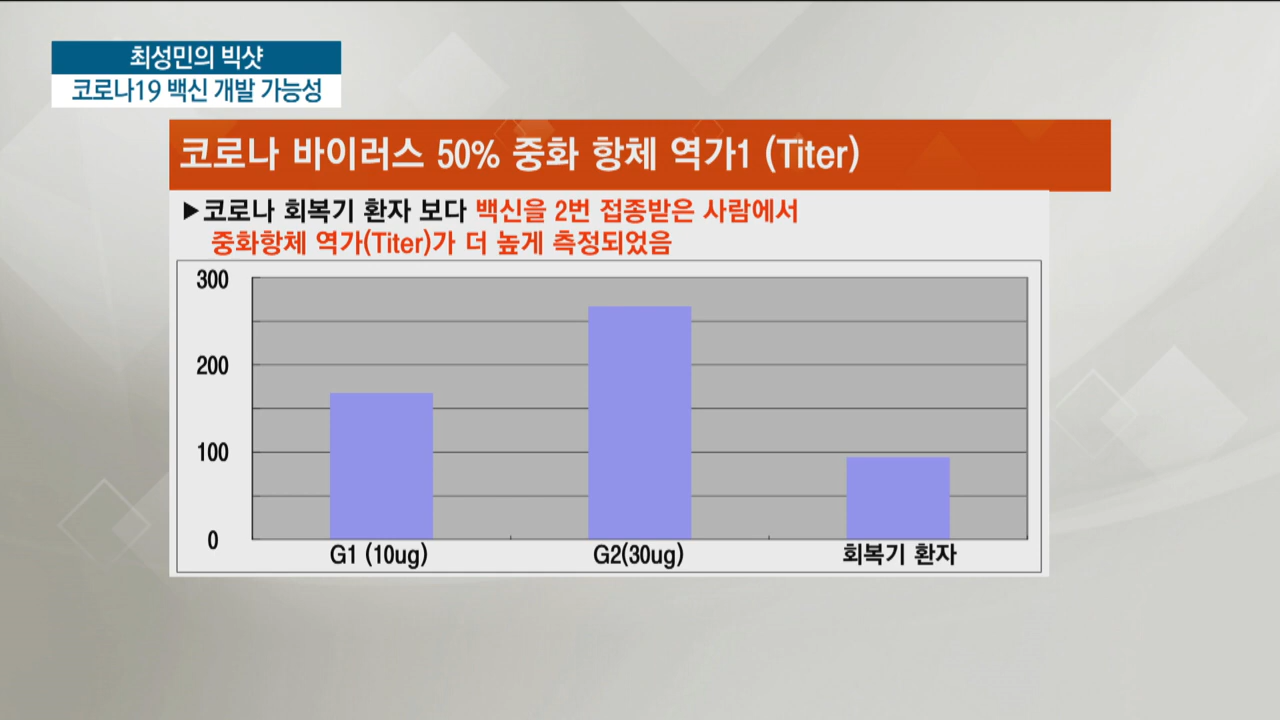 최성민의 빅샷
코로나19 백신 개발 가능성
코로나 바이러스 50% 중화 항체 역가1 (Titer)
▶코로나 회복기 환자 보다 백신을 2번 접종받은 사람에서
중화항체 역가(Titer)가 더 높게 측정되었음
300
200
100
0
G1 (10ug) G2(30ug) 회복기 환자